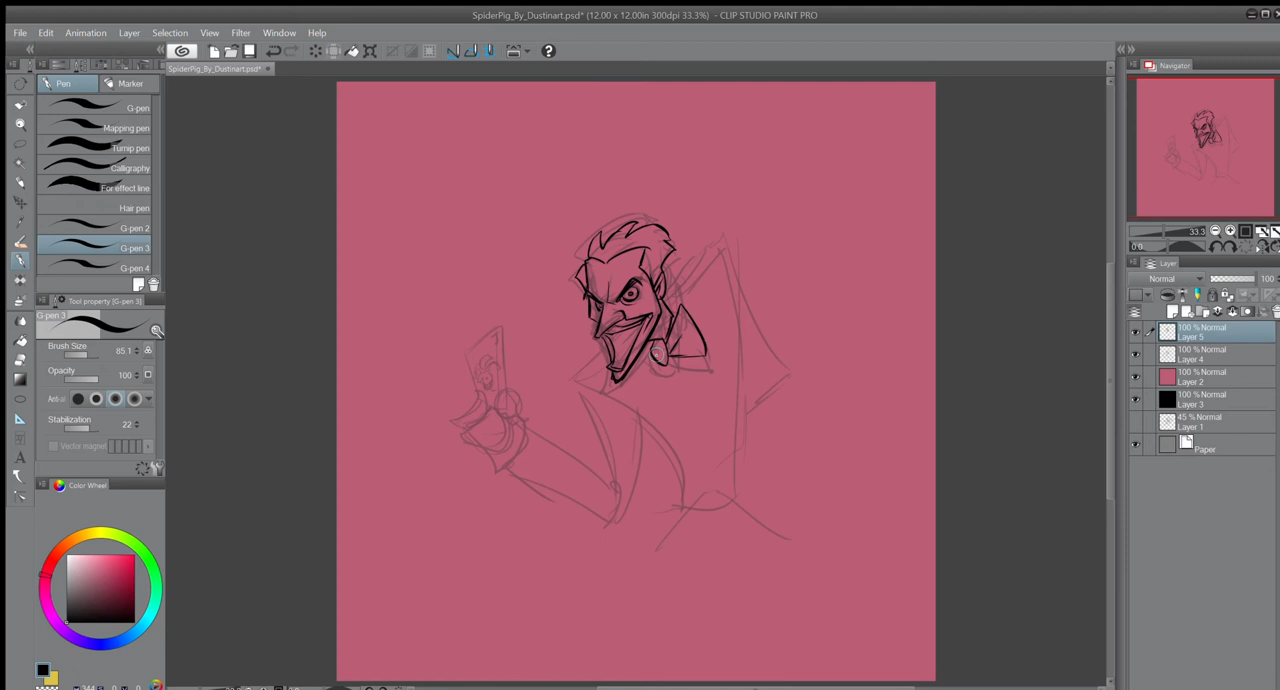 SpiderPig_By_Dustinart.psd* (12.00 x 12.00in 300dpi 33.3%) - CLIP STUDIO PAINT PRO
File Edit Animation Layer Selection View Filter Window Help
SpiderPig_By_Dustinart.psd*
Pen Marker
G-pen
Mapping pen
Turnip pen
Calligraphy
For effect line
Hair pen
G-pen 2
G-pen 3
G-pen 4
Tool property [G-pen 3]
G-pen 3
Brush Size 85.1
Opacity 100
Stabilization 22
Vector magnet
Color Wheel
Navigator
33.3
0.0
Layer
Normal 100
100 % Normal
Layer 5
100 % Normal
Layer 4
100 % Normal
Layer 2
100 % Normal
Layer 3
45 % Normal
Layer 1
Paper